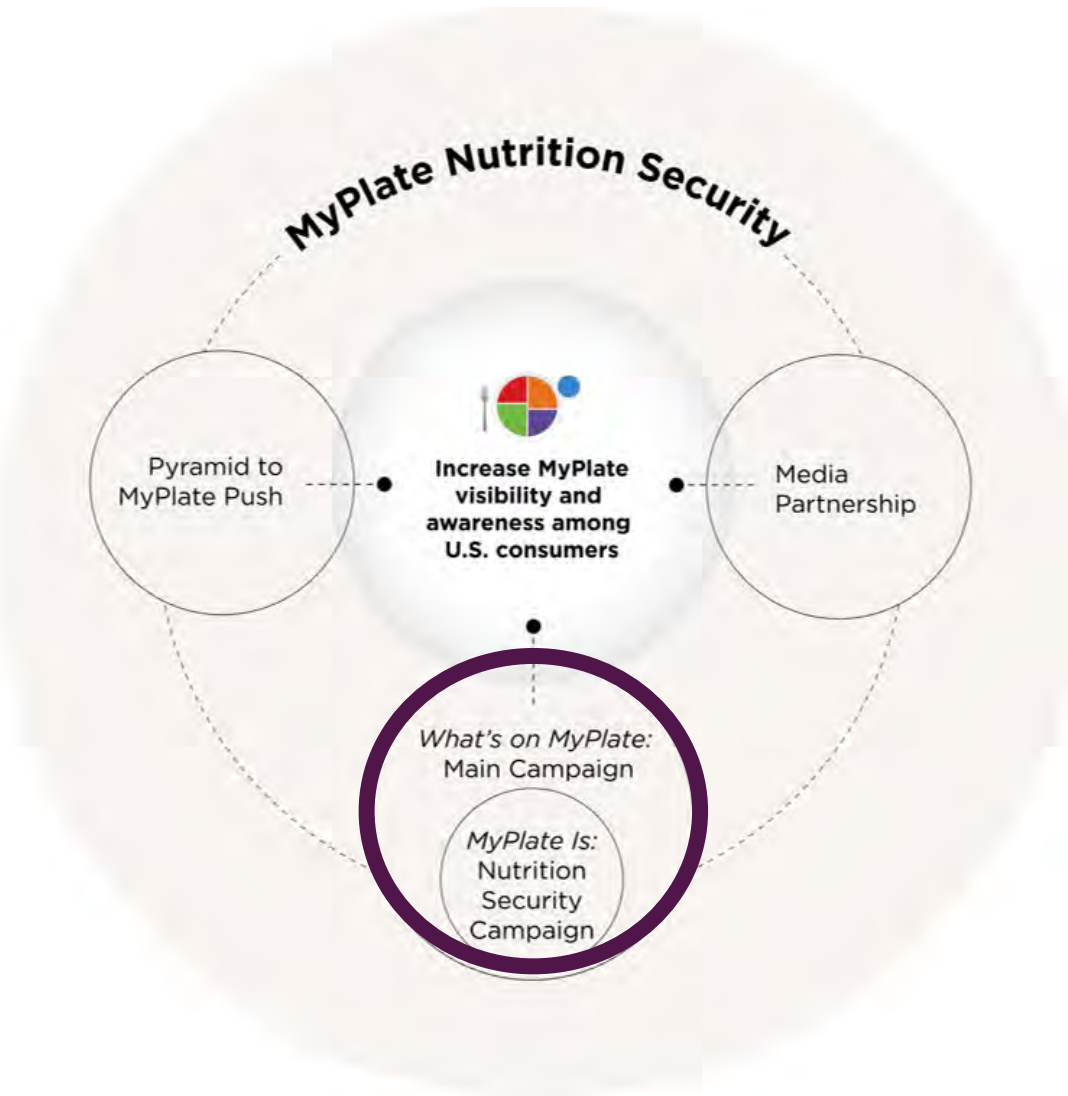 MyPlate Nutrition Security
Pyramid to
MyPlate Push
Increase MyPlate
visibility and
awareness among
U.S. consumers
Media
Partnership
What's on MyPlate:
Main Campaign
MyPlate Is:
Nutrition
Security
Campaign